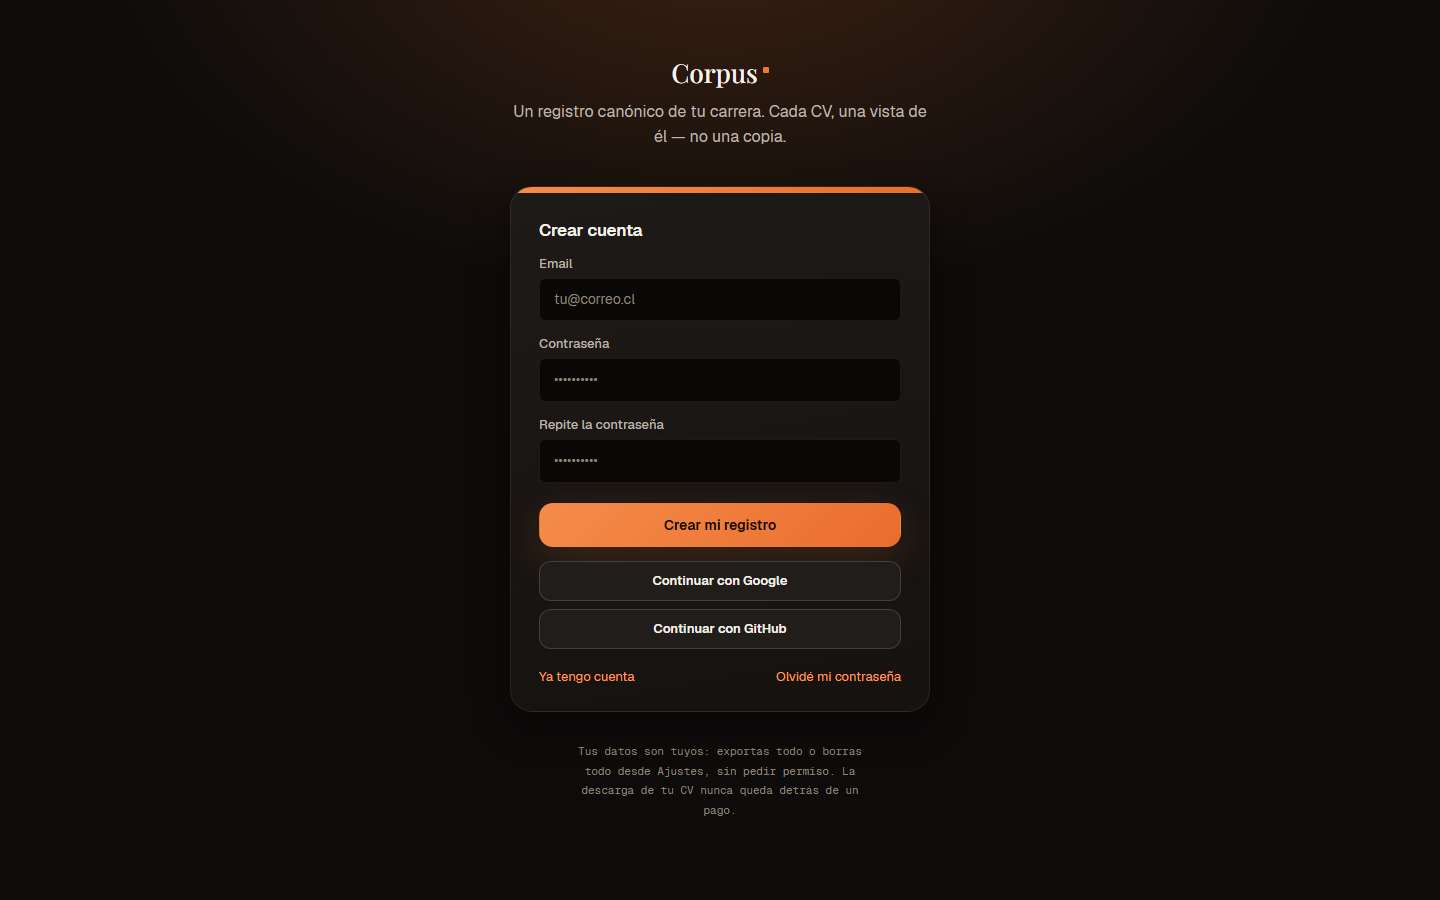 Corpus
Un registro canónico de tu carrera. Cada CV, una vista de
él — no una copia.
Crear cuenta
Email
tu@correo.cl
Contraseña
••••••••••
Repite la contraseña
••••••••••
Crear mi registro
Continuar con Google
Continuar con GitHub
Ya tengo cuenta
Olvidé mi contraseña
Tus datos son tuyos: exportas todo o borras
todo desde Ajustes, sin pedir permiso. La
descarga de tu CV nunca queda detrás de un
pago.